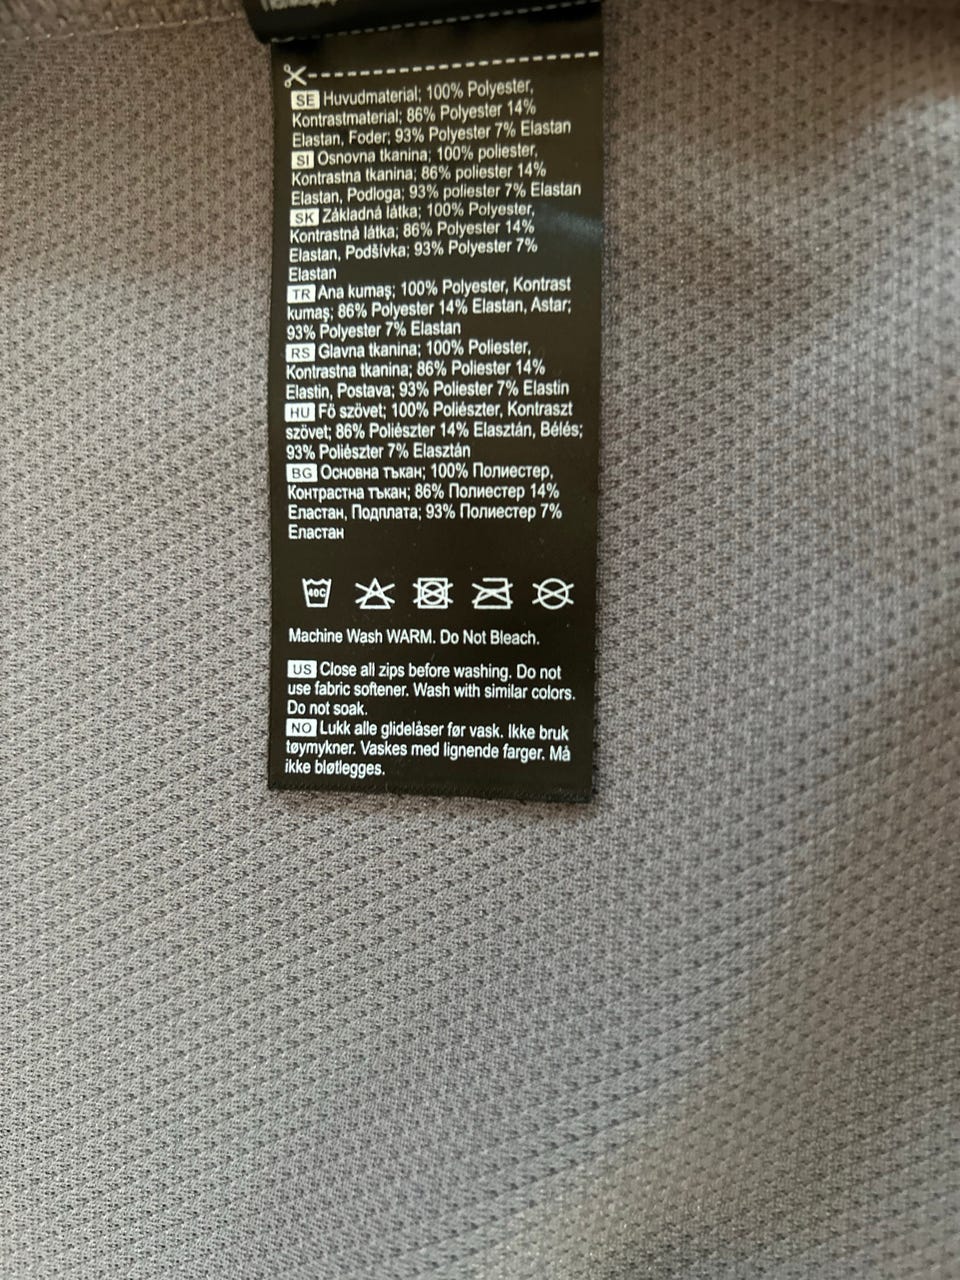 SE Huvudmaterial; 100% Polyester,
Kontrastmaterial; 86% Polyester 14%
Elastan, Foder; 93% Polyester 7% Elastan
SI Osnovna tkanina; 100% poliester,
Kontrastna tkanina; 86% poliester 14%
Elastan, Podloga; 93% poliester 7% Elastan
SK Základná látka; 100% Polyester,
Kontrastná látka; 86% Polyester 14%
Elastan, Podšívka; 93% Polyester 7%
Elastan
TR Ana kumaş; 100% Polyester, Kontrast
kumaş; 86% Polyester 14% Elastan, Astar;
93% Polyester 7% Elastan
RS Glavna tkanina; 100% Poliester,
Kontrastna tkanina; 86% Poliester 14%
Elastin, Postava; 93% Poliester 7% Elastin
HU Fő szövet; 100% Poliészter, Kontraszt
szövet; 86% Poliészter 14% Elasztán, Bélés;
93% Poliészter 7% Elasztán
BG Основна тъкан; 100% Полиестер,
Контрастна тъкан; 86% Полиестер 14%
Еластан, Подплата; 93% Полиестер 7%
Еластан
40C
Machine Wash WARM. Do Not Bleach.
US Close all zips before washing. Do not
use fabric softener. Wash with similar colors.
Do not soak.
NO Lukk alle glidelåser før vask. Ikke bruk
tøymykner. Vaskes med lignende farger. Må
ikke bløtlegges.